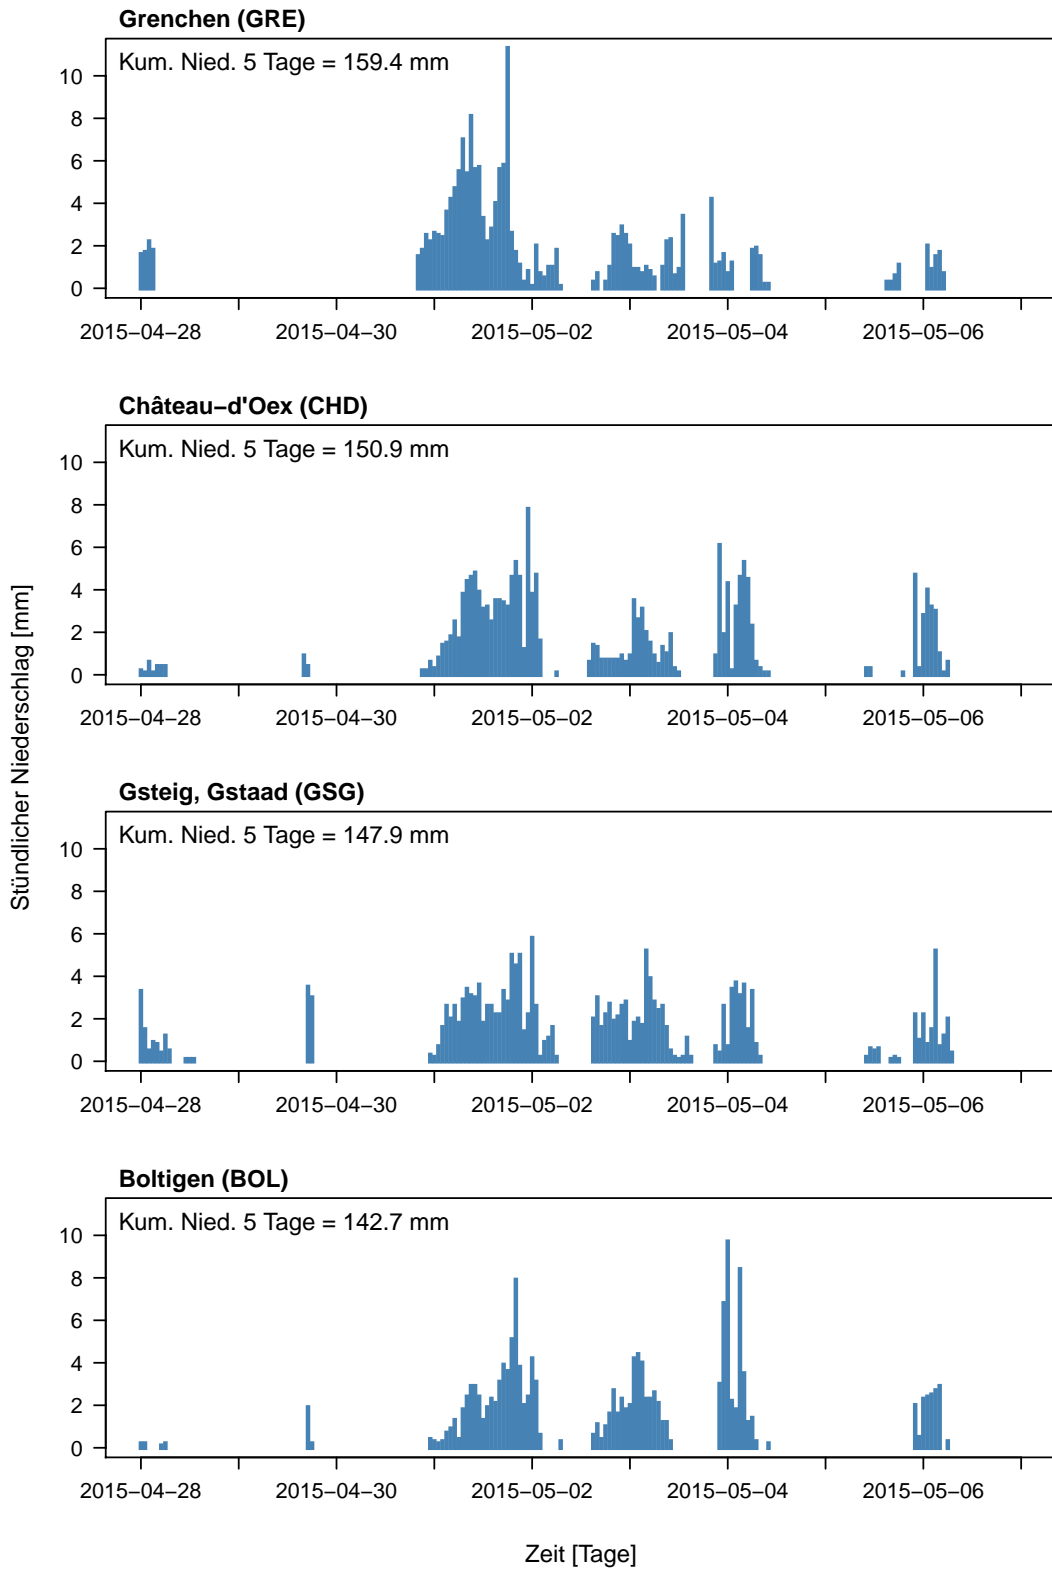 Grenchen (GRE)
Kum. Nied. 5 Tage = 159.4 mm
10
8
6
4
2
0
2015−04−28 2015−04−30 2015−05−02 2015−05−04 2015−05−06
Château−d'Oex (CHD)
Kum. Nied. 5 Tage = 150.9 mm
10
8
6
4
2
0
2015−04−28 2015−04−30 2015−05−02 2015−05−04 2015−05−06
Stündlicher Niederschlag [mm]
Gsteig, Gstaad (GSG)
Kum. Nied. 5 Tage = 147.9 mm
10
8
6
4
2
0
2015−04−28 2015−04−30 2015−05−02 2015−05−04 2015−05−06
Boltigen (BOL)
Kum. Nied. 5 Tage = 142.7 mm
10
8
6
4
2
0
2015−04−28 2015−04−30 2015−05−02 2015−05−04 2015−05−06
Zeit [Tage]